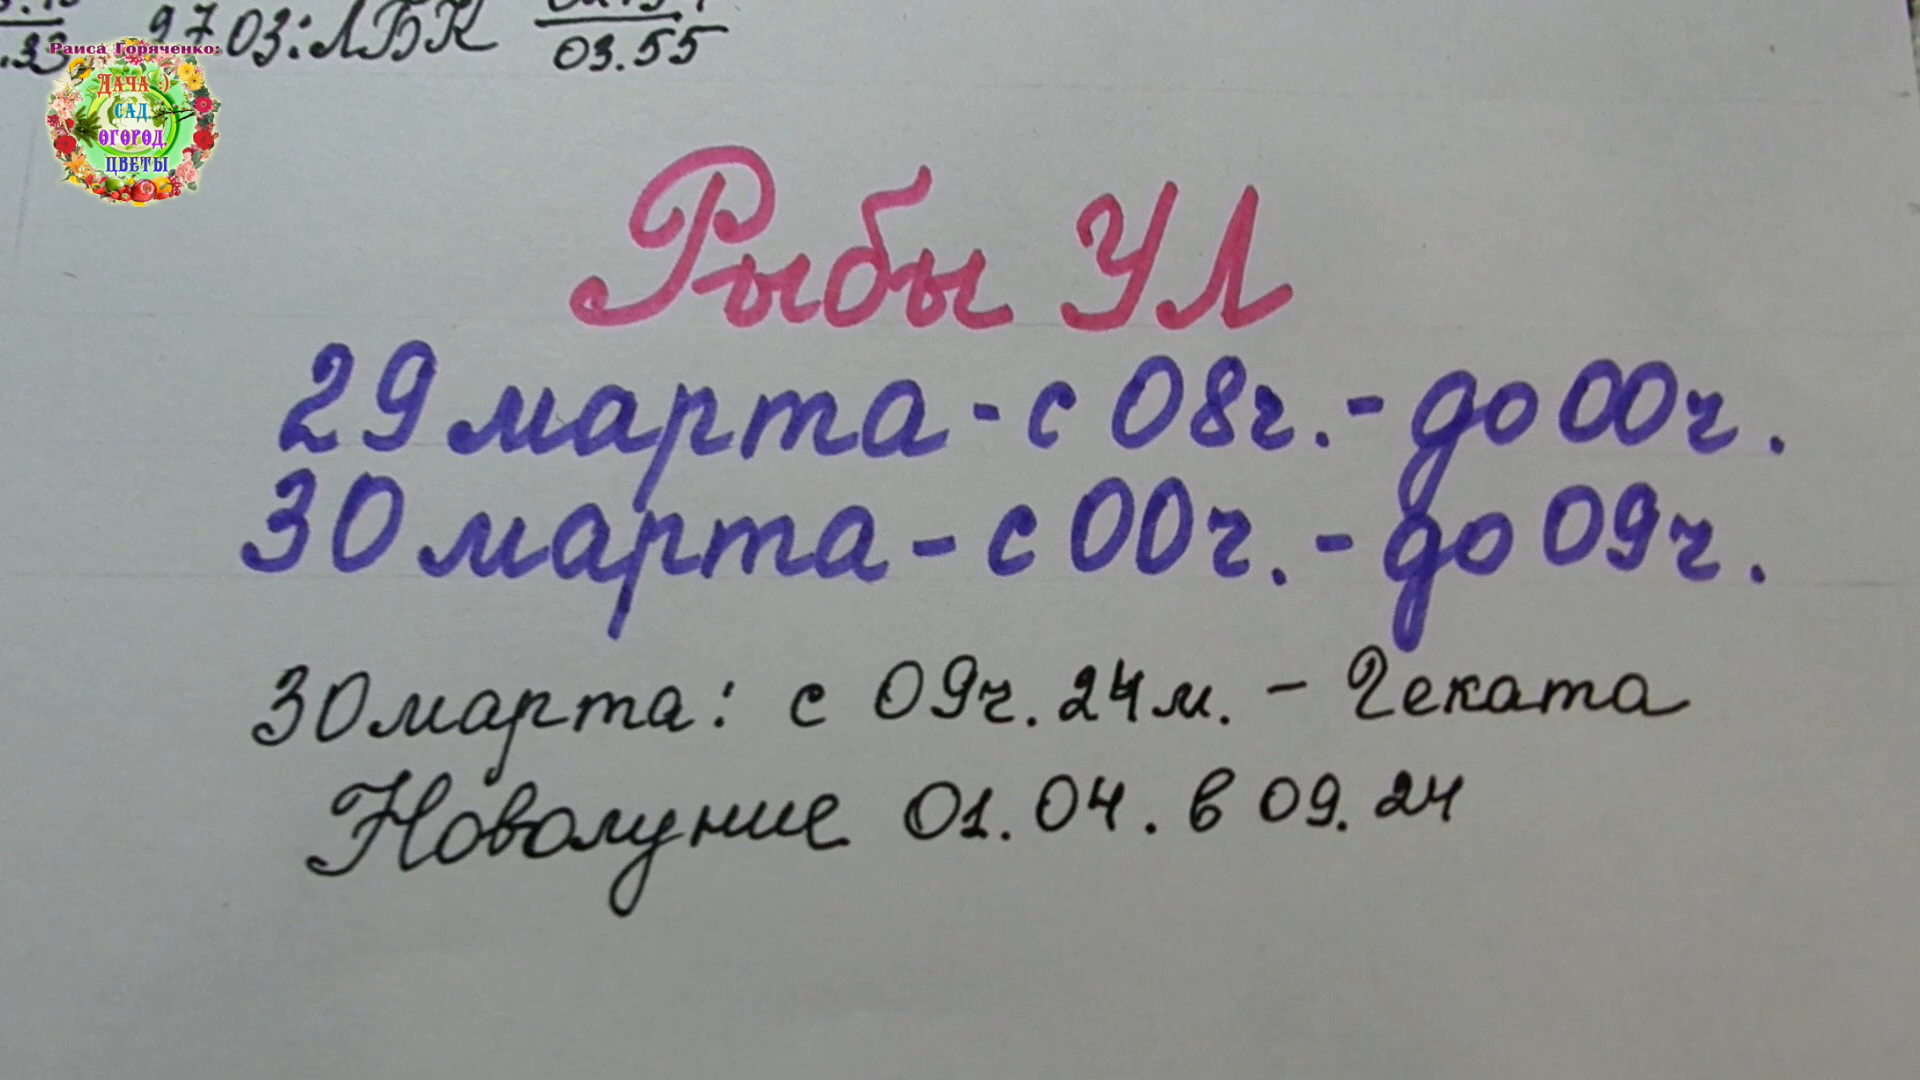 27.03: ЛБК
03.55
Раиса Горяченко:
Дача :)
сад.
огород.
цветы
Рыбы УЛ
29 марта - с 08ч. - до 00ч.
30 марта - с 00ч. - до 09ч.
30 марта: с 09ч. 24м. - Геката
Новолуние 01.04. в 09.24